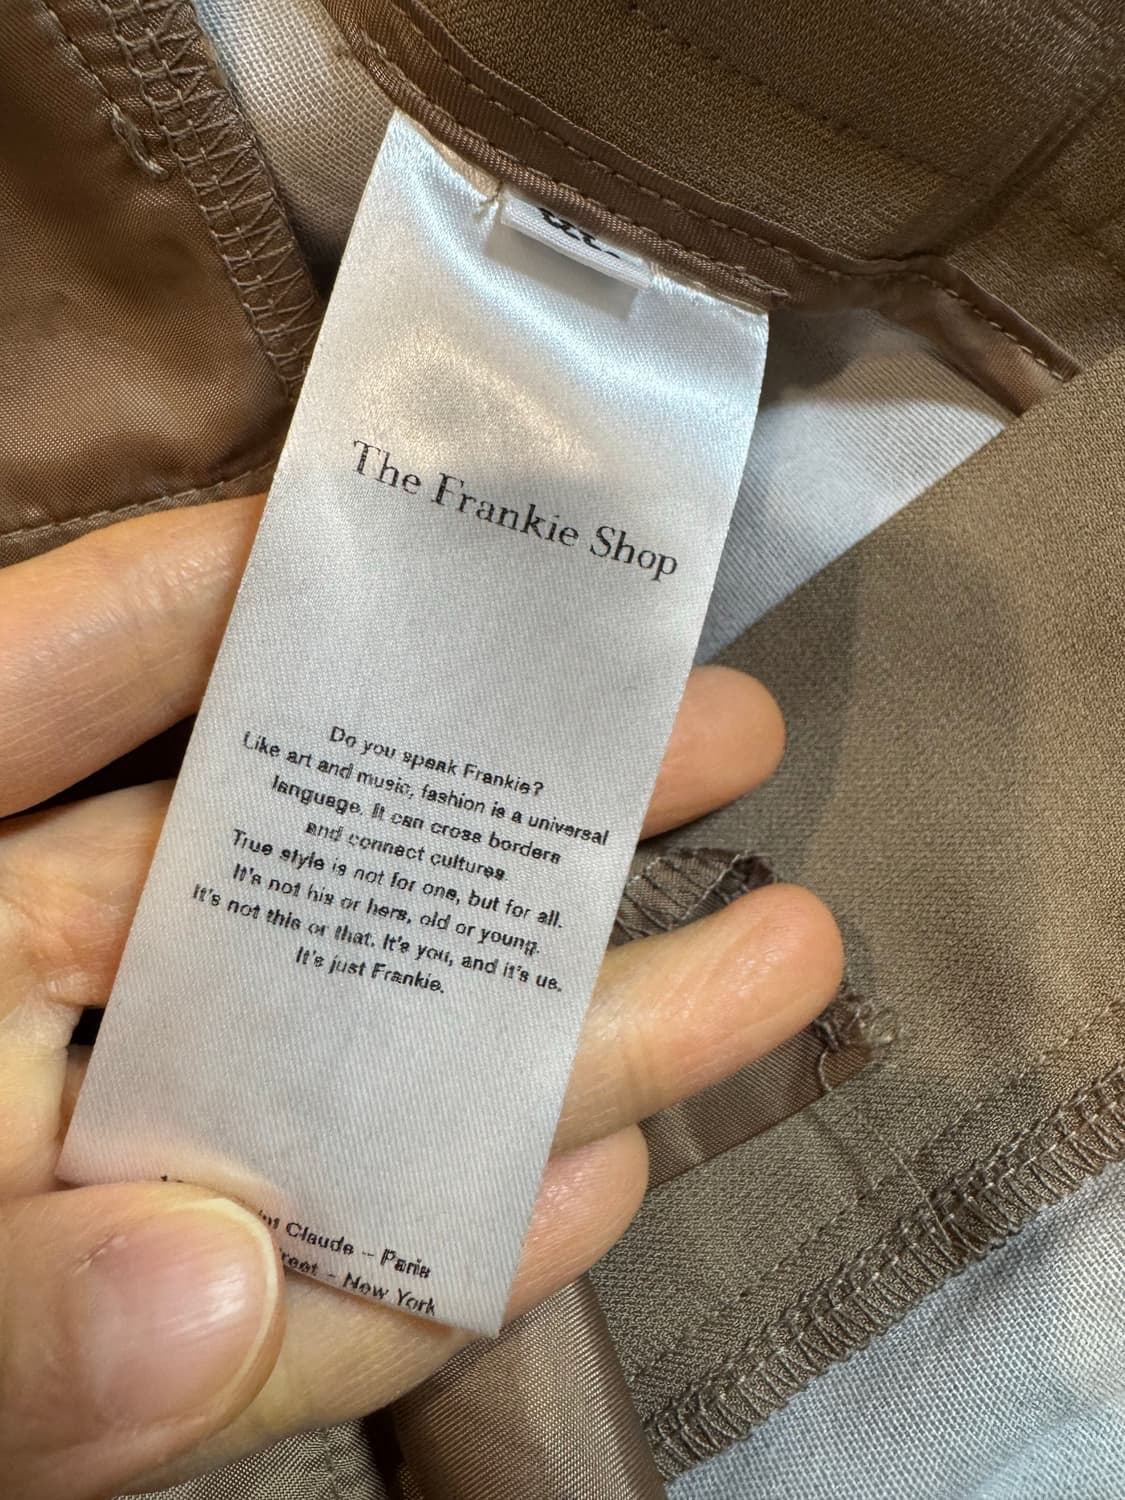 The Frankie Shop
Do you speak Frankie?
Like art and music, fashion is a universal
language. It can cross borders
and connect cultures.
True style is not for one, but for all.
It's not his or hers, old or young.
It's not this or that. It's you, and it's us.
It's just Frankie.
Claude – Paris
- New York